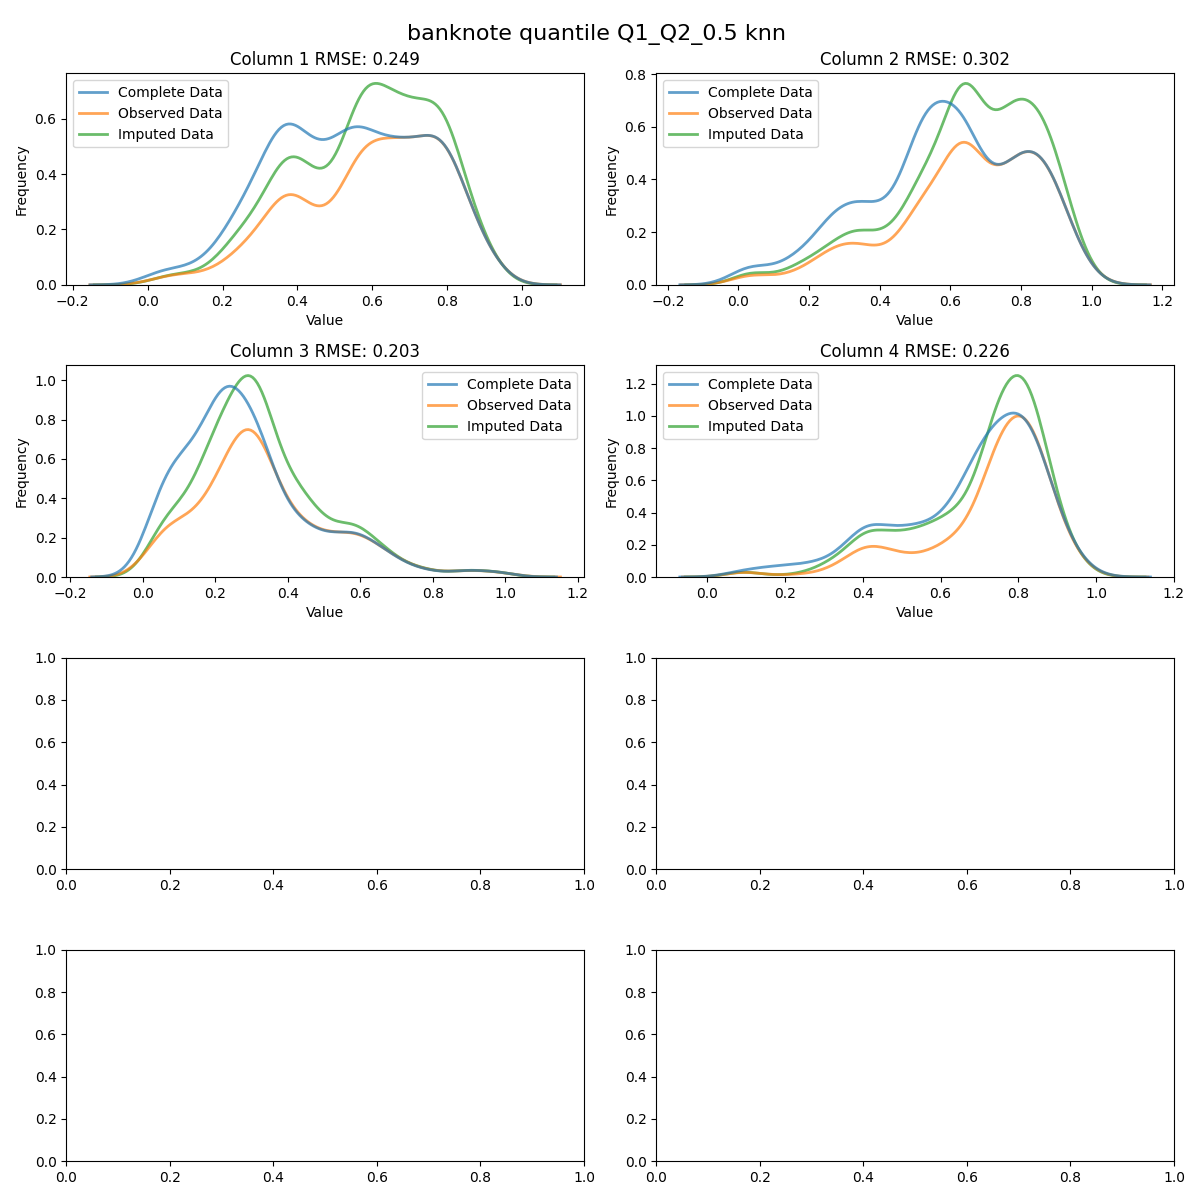 banknote quantile Q1_Q2_0.5 knn
Column 1 RMSE: 0.249
Complete Data
Observed Data
Imputed Data
Frequency
0.6
0.4
0.2
0.0
−0.2 0.0 0.2 0.4 0.6 0.8 1.0
Value
Column 2 RMSE: 0.302
Complete Data
Observed Data
Imputed Data
Frequency
0.8
0.6
0.4
0.2
0.0
−0.2 0.0 0.2 0.4 0.6 0.8 1.0 1.2
Value
Column 3 RMSE: 0.203
Complete Data
Observed Data
Imputed Data
Frequency
1.0
0.8
0.6
0.4
0.2
0.0
−0.2 0.0 0.2 0.4 0.6 0.8 1.0 1.2
Value
Column 4 RMSE: 0.226
Complete Data
Observed Data
Imputed Data
Frequency
1.2
1.0
0.8
0.6
0.4
0.2
0.0
0.0 0.2 0.4 0.6 0.8 1.0 1.2
Value
1.0
0.8
0.6
0.4
0.2
0.0
0.0 0.2 0.4 0.6 0.8 1.0
1.0
0.8
0.6
0.4
0.2
0.0
0.0 0.2 0.4 0.6 0.8 1.0
1.0
0.8
0.6
0.4
0.2
0.0
0.0 0.2 0.4 0.6 0.8 1.0
1.0
0.8
0.6
0.4
0.2
0.0
0.0 0.2 0.4 0.6 0.8 1.0